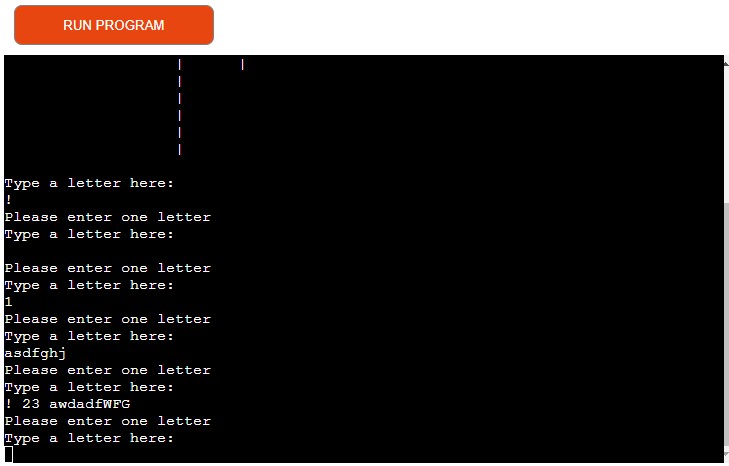 RUN PROGRAM
|       |
|
|
|
|
|
Type a letter here:
!
Please enter one letter
Type a letter here:
Please enter one letter
Type a letter here:
1
Please enter one letter
Type a letter here:
asdfghj
Please enter one letter
Type a letter here:
! 23 awdadfWFG
Please enter one letter
Type a letter here: